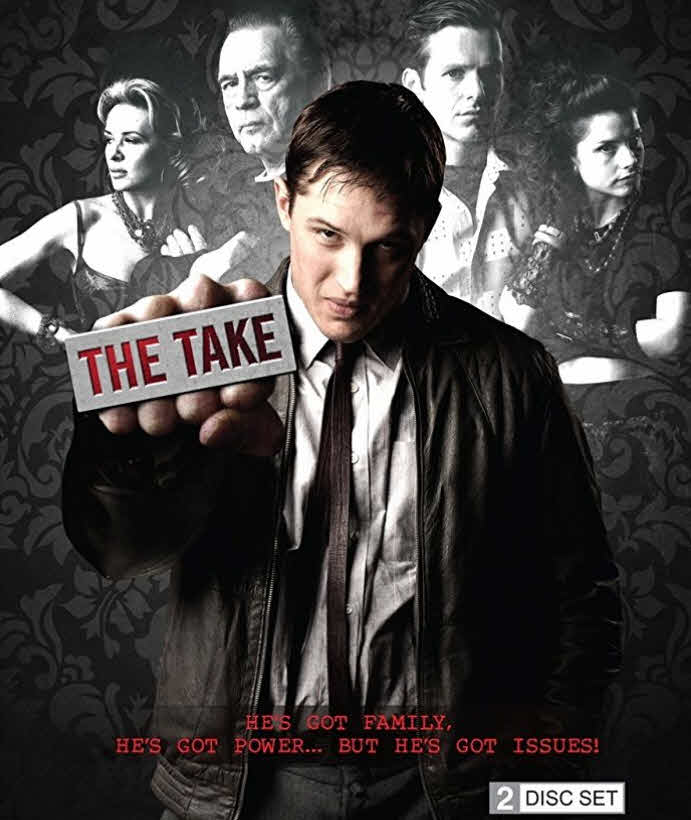 THE TAKE
HE'S GOT FAMILY,
HE'S GOT POWER... BUT HE'S GOT ISSUES!
2 DISC SET